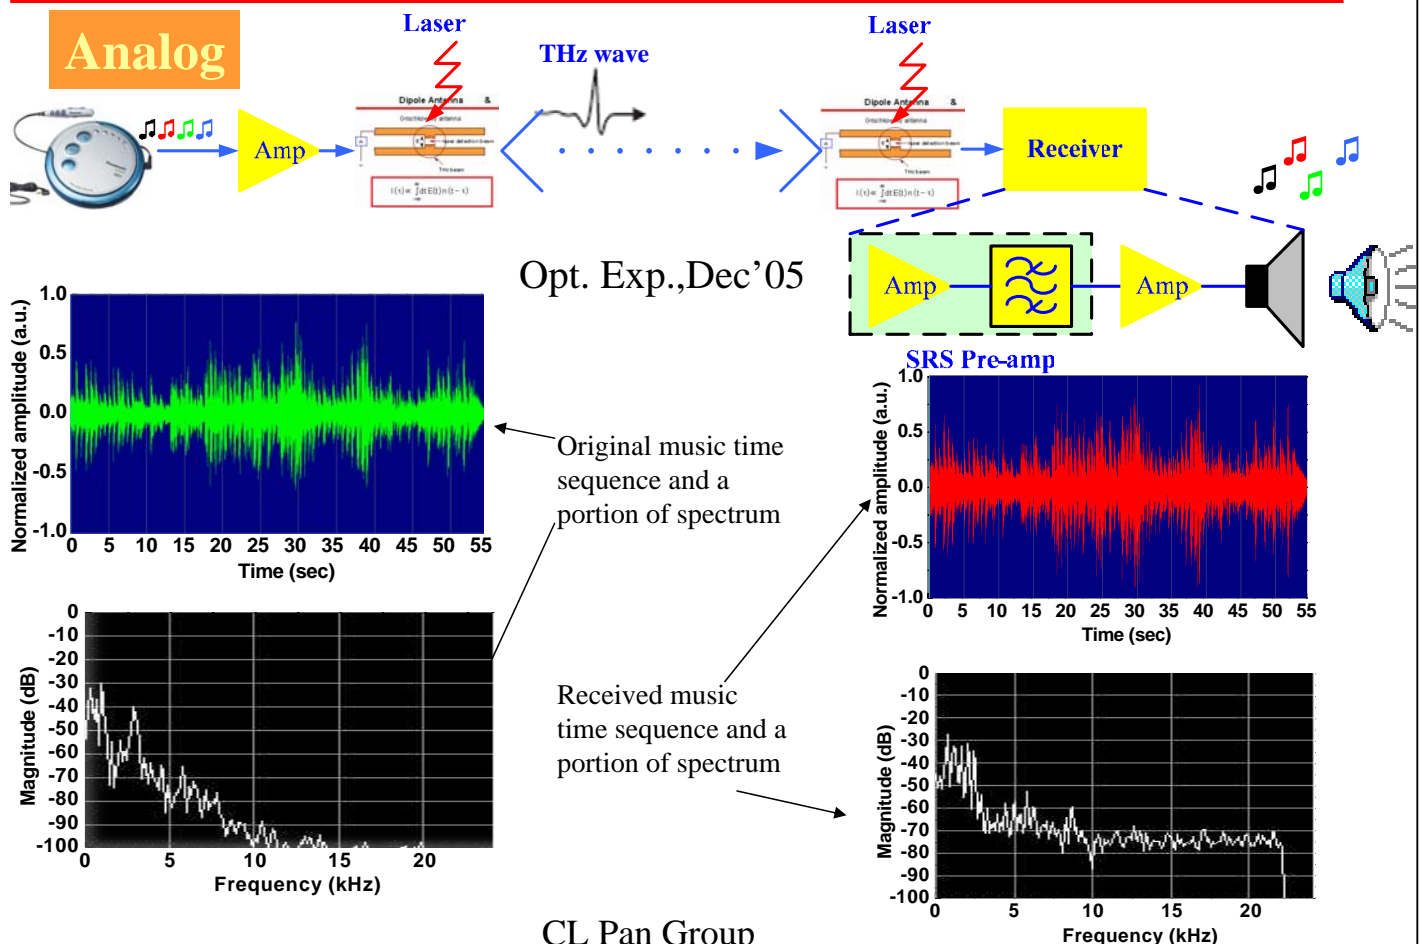 Analog
Laser
THz wave
Laser
Amp
Dipole Antenna &
Dipole Antenna &
Receiver
Opt. Exp.,Dec'05
Amp
Amp
SRS Pre-amp
Normalized amplitude (a.u.)
1.0
0.5
0.0
-0.5
-1.0
0 5 10 15 20 25 30 35 40 45 50 55
Time (sec)
Original music time
sequence and a
portion of spectrum
Normalized amplitude (a.u.)
1.0
0.5
0.0
-0.5
-1.0
0 5 10 15 20 25 30 35 40 45 50 55
Time (sec)
Magnitude (dB)
0
-10
-20
-30
-40
-50
-60
-70
-80
-90
-100
0 5 10 15 20
Frequency (kHz)
Received music
time sequence and a
portion of spectrum
Magnitude (dB)
0
-10
-20
-30
-40
-50
-60
-70
-80
-90
-100
0 5 10 15 20
Frequency (kHz)
CL Pan Group